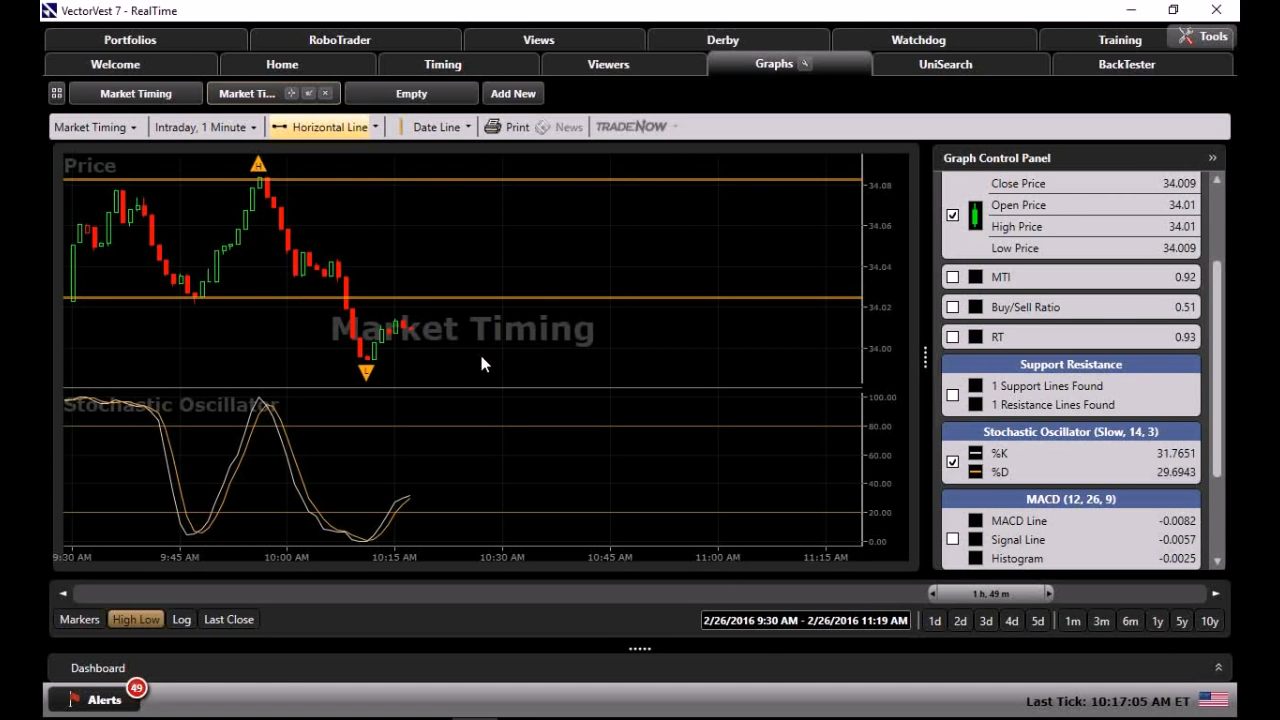 VectorVest 7 - RealTime
Portfolios RoboTrader Views Derby Watchdog Training Tools
Welcome Home Timing Viewers Graphs UniSearch BackTester
Market Timing Market Ti... Empty Add New
Market Timing Intraday, 1 Minute Horizontal Line Date Line Print News TRADENOW
Price
H
34.08
34.06
34.04
34.02
34.00
Market Timing
L
Stochastic Oscillator
100.00
80.00
60.00
40.00
20.00
0.00
9:30 AM 9:45 AM 10:00 AM 10:15 AM 10:30 AM 10:45 AM 11:00 AM 11:15 AM
Graph Control Panel
Close Price 34.009
Open Price 34.01
High Price 34.01
Low Price 34.009
MTI 0.92
Buy/Sell Ratio 0.51
RT 0.93
Support Resistance
1 Support Lines Found
1 Resistance Lines Found
Stochastic Oscillator (Slow, 14, 3)
%K 31.7651
%D 29.6943
MACD (12, 26, 9)
MACD Line -0.0082
Signal Line -0.0057
Histogram -0.0025
1 h, 49 m
Markers High Low Log Last Close 2/26/2016 9:30 AM - 2/26/2016 11:19 AM 1d 2d 3d 4d 5d 1m 3m 6m 1y 5y 10y
Dashboard
Alerts 49 Last Tick: 10:17:05 AM ET